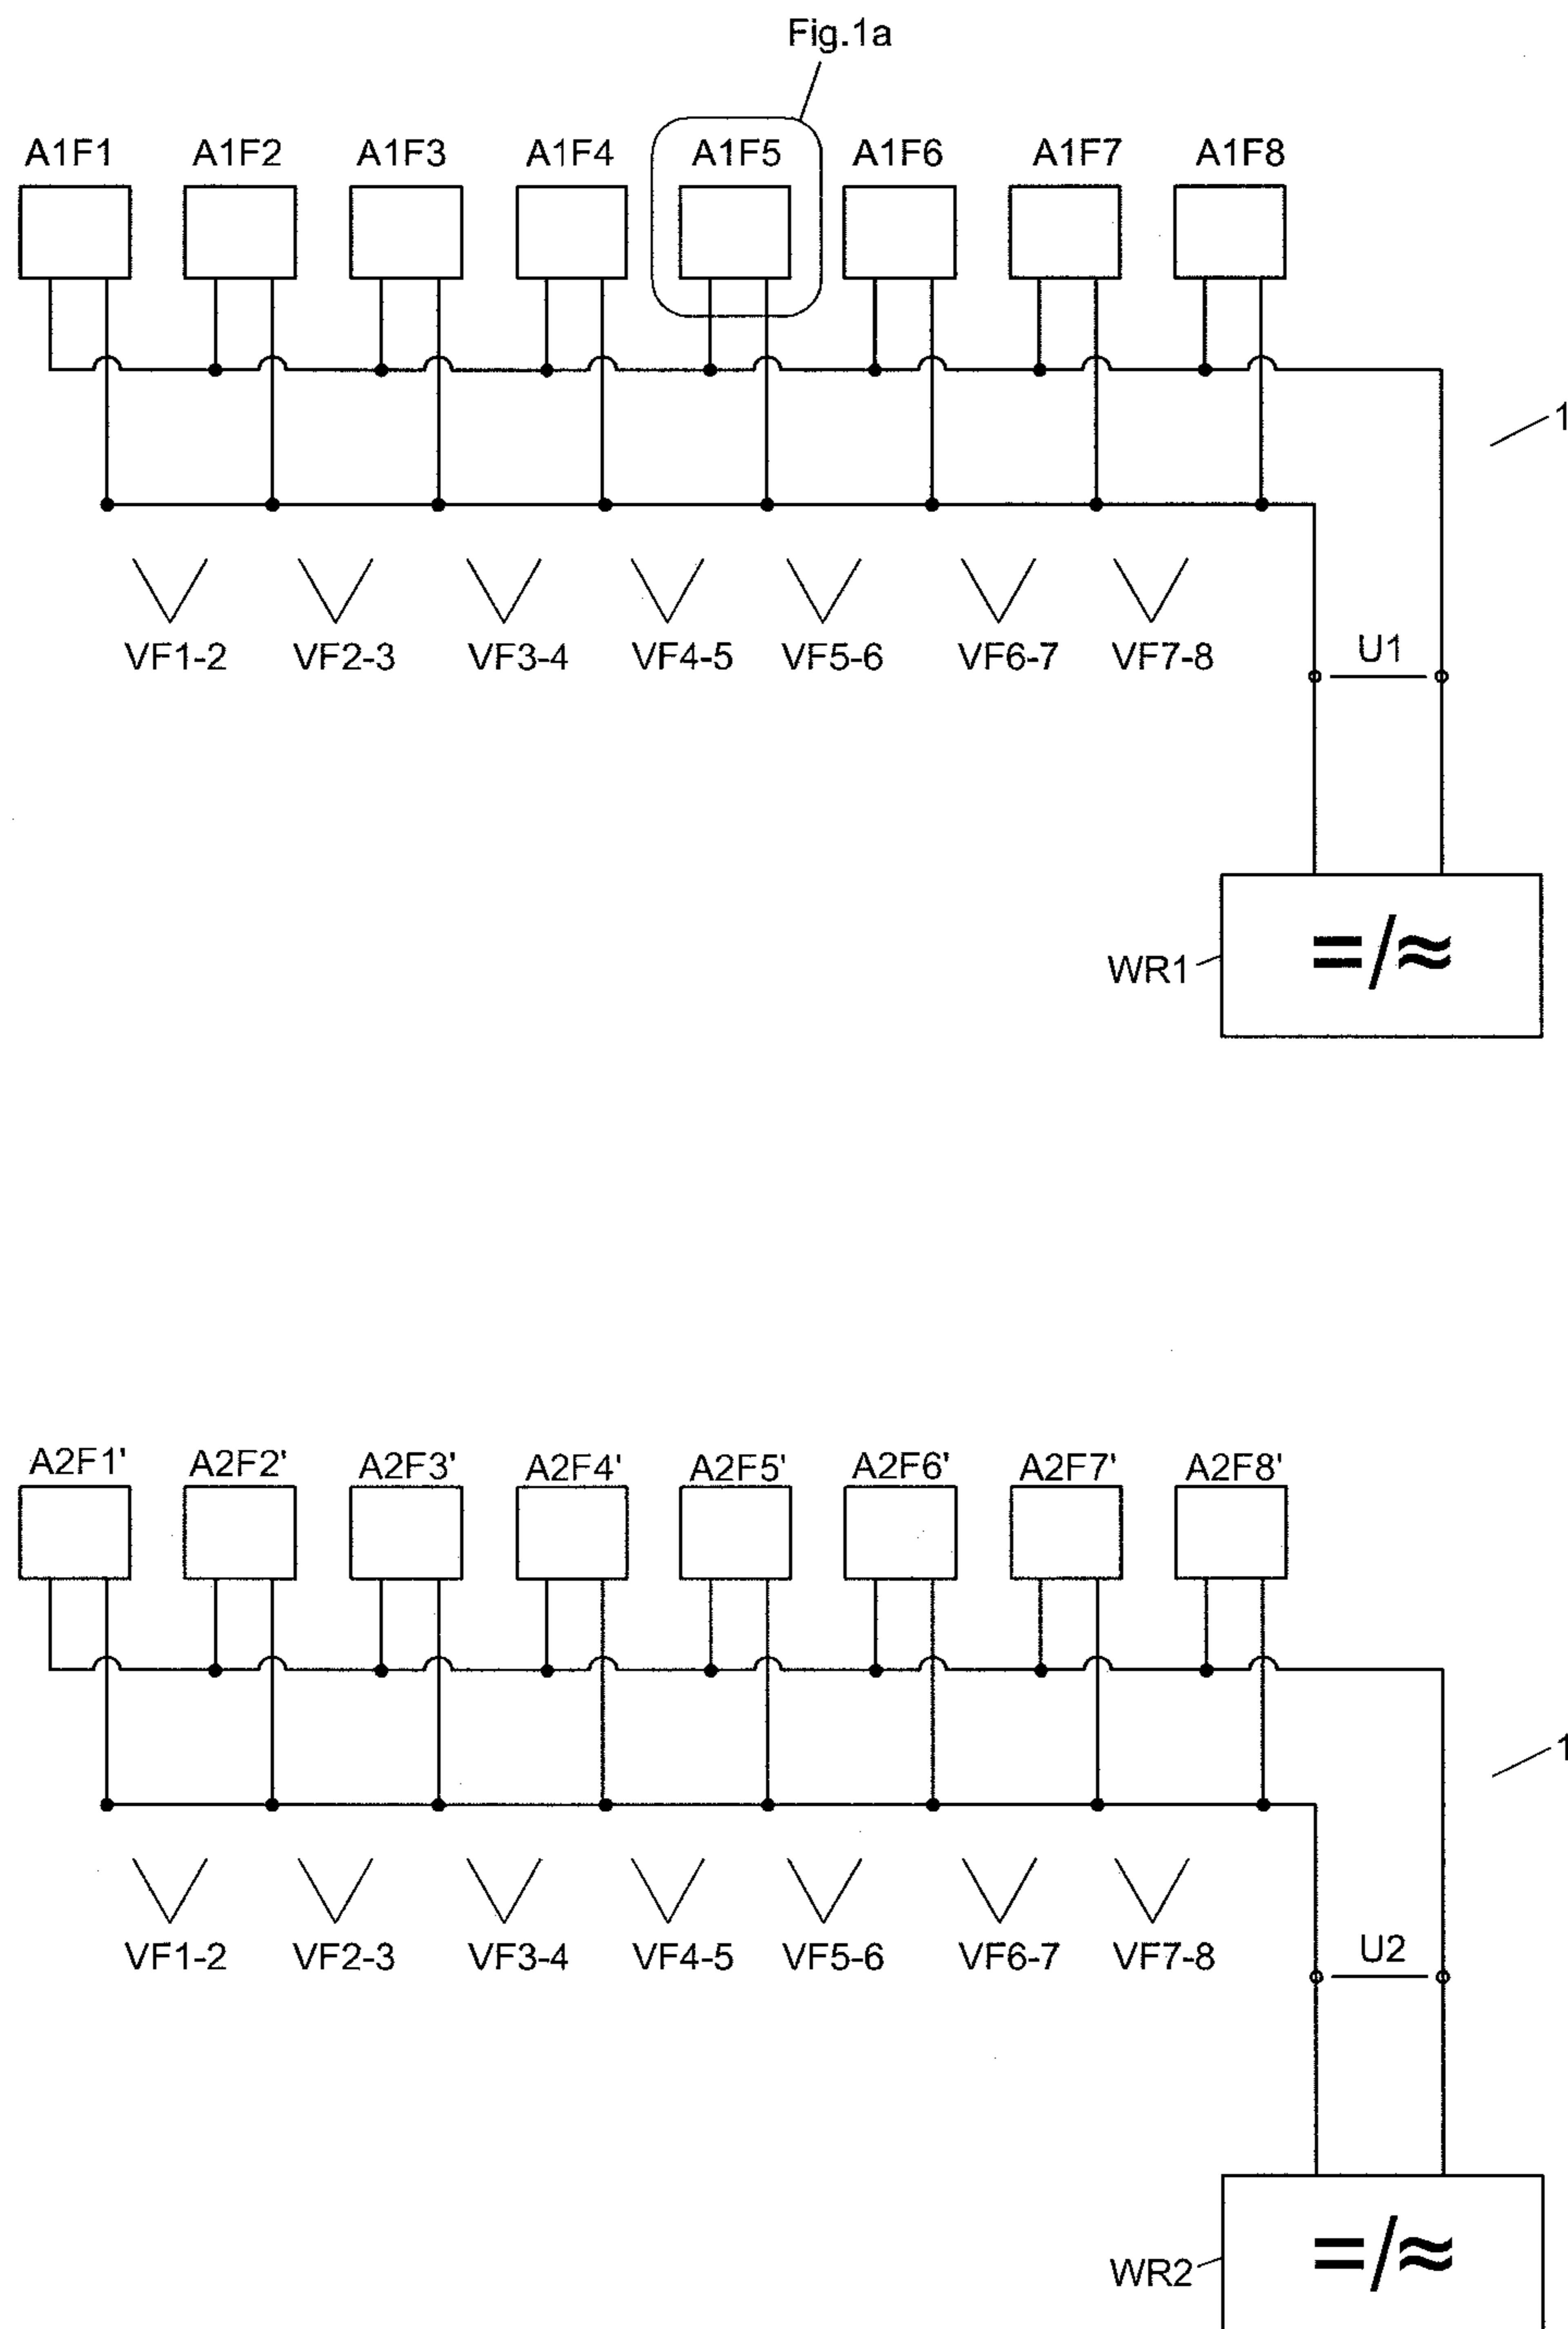 Fig.1a
A1F1 A1F2 A1F3 A1F4 A1F5 A1F6 A1F7 A1F8
1
VF1-2 VF2-3 VF3-4 VF4-5 VF5-6 VF6-7 VF7-8
U1
=/≈
WR1
A2F1' A2F2' A2F3' A2F4' A2F5' A2F6' A2F7' A2F8'
1
VF1-2 VF2-3 VF3-4 VF4-5 VF5-6 VF6-7 VF7-8
U2
=/≈
WR2